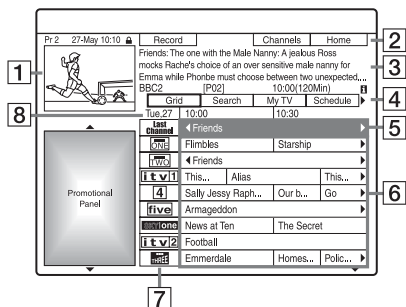 Pr 2 27-May 10:10 Record Channels Home 2
Friends: The one with the Male Nanny: A jealous Ross
mocks Rache's choice of an over sensitive male nanny for
Emma while Phonbe must choose between two unexpected,...
1
3
BBC2 [P02] 10:00(120Min) i
Grid Search My TV Schedule 4
8
Tue,27 10:00 10:30
Last Channel Friends 5
ONE Flimbles Starship
TWO Friends
itv1 This... Alias This...
4 Sally Jessy Raph... Our b... Go 6
five Armageddon
sky one News at Ten The Secret
itv2 Football
THREE Emmerdale Homes... Polic...
Promotional
Panel
7